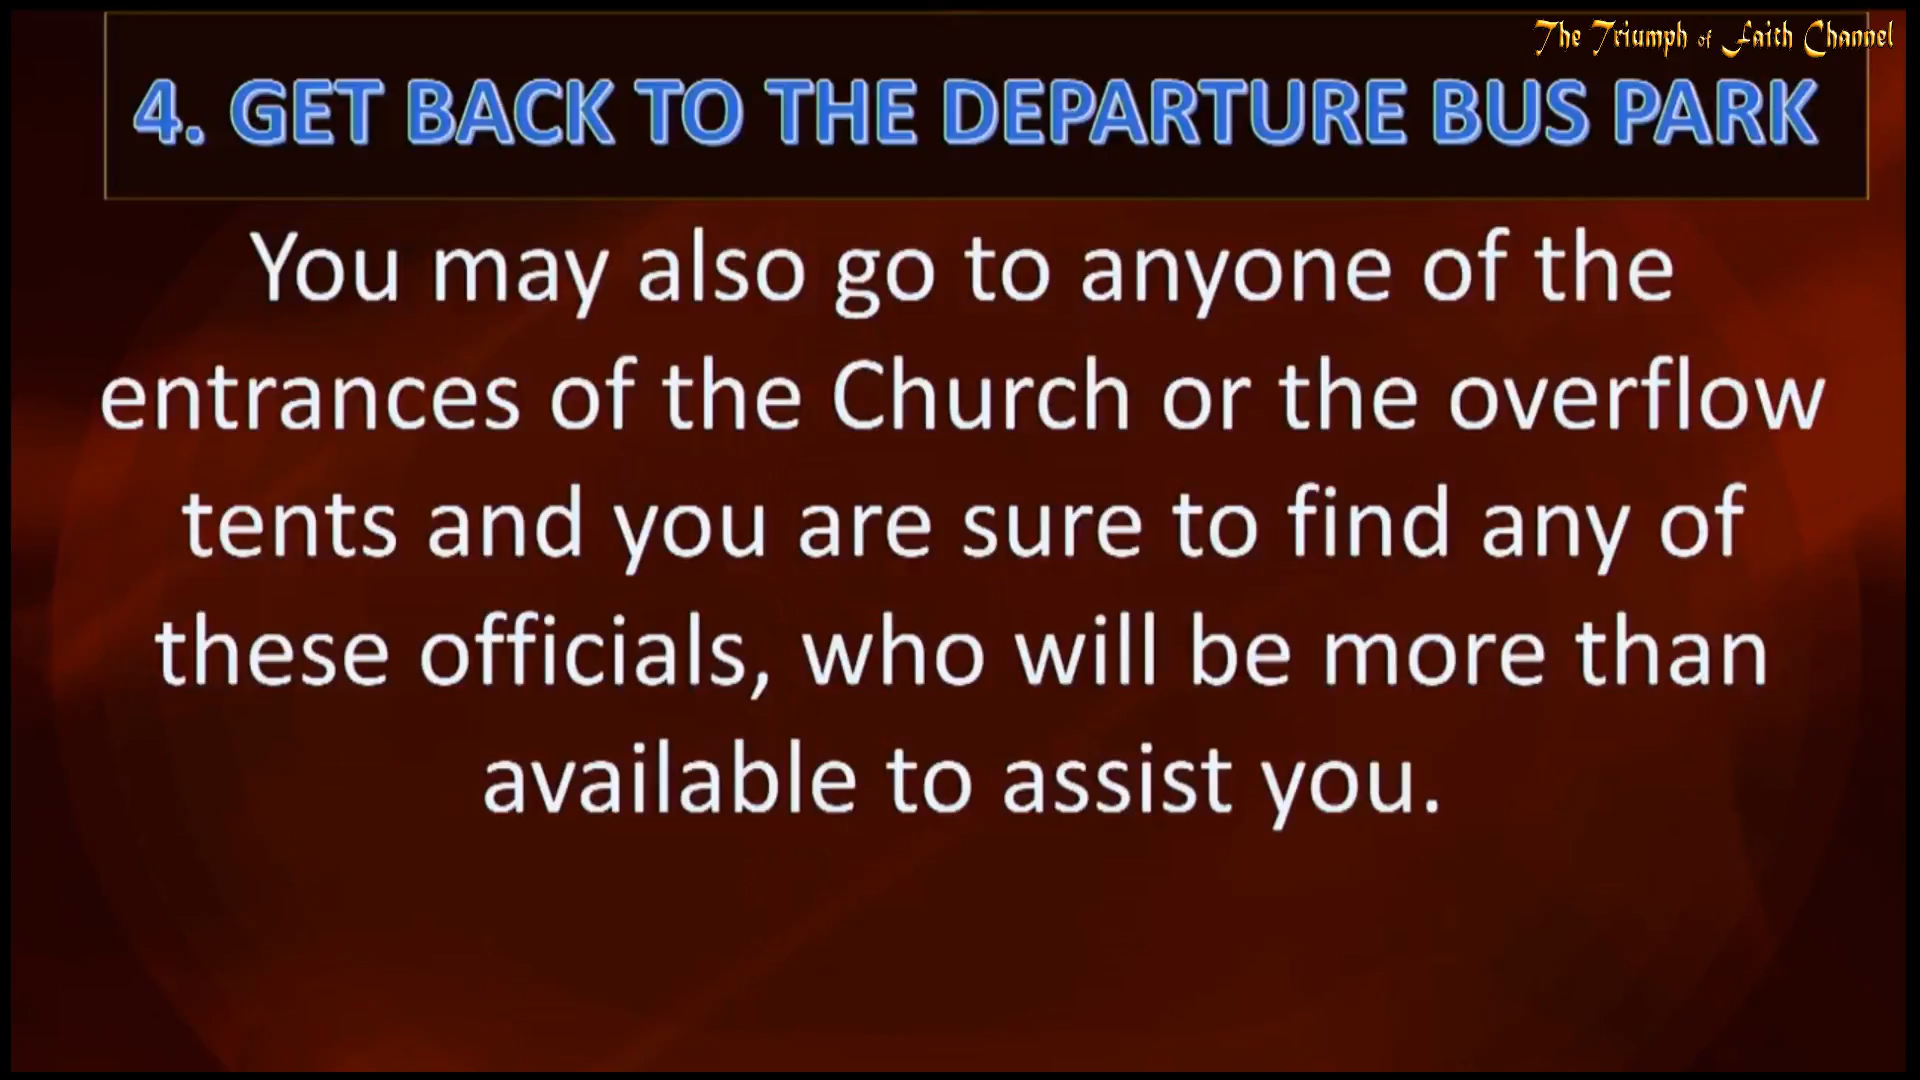 The Triumph of Faith Channel
4. GET BACK TO THE DEPARTURE BUS PARK
You may also go to anyone of the
entrances of the Church or the overflow
tents and you are sure to find any of
these officials, who will be more than
available to assist you.